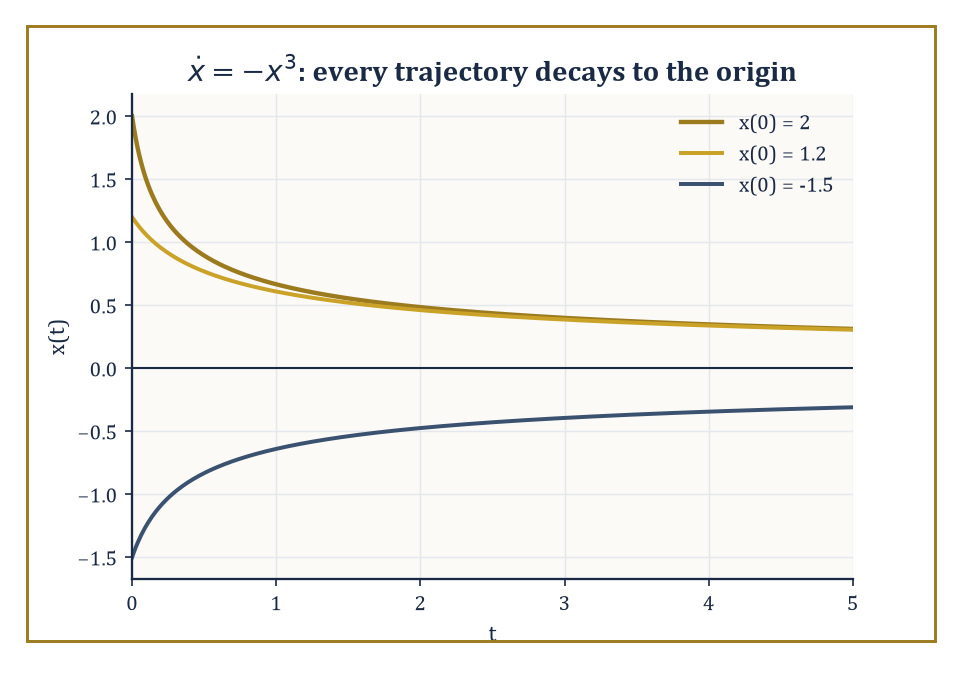 ẋ = −x³: every trajectory decays to the origin
x(0) = 2
x(0) = 1.2
x(0) = -1.5
x(t)
2.0
1.5
1.0
0.5
0.0
−0.5
−1.0
−1.5
0 1 2 3 4 5
t